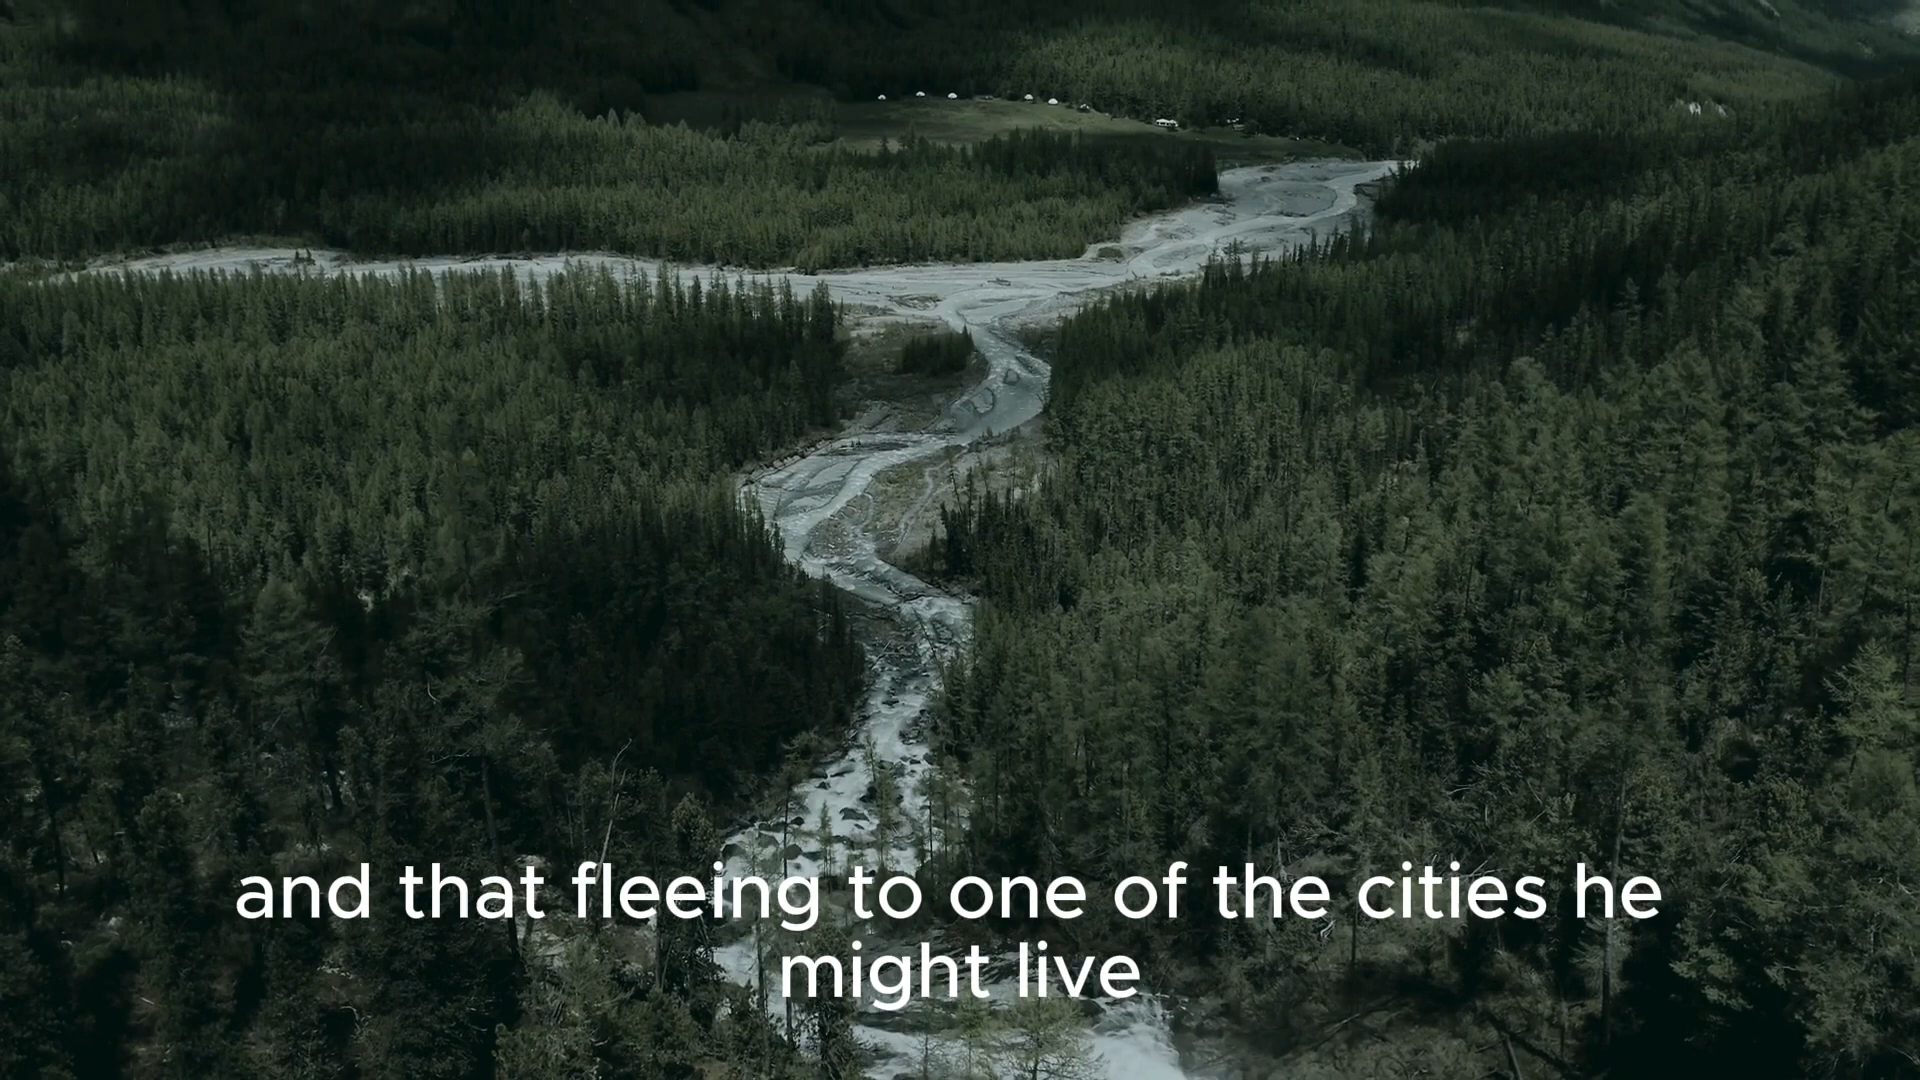 and that fleeing to one of the cities he
might live